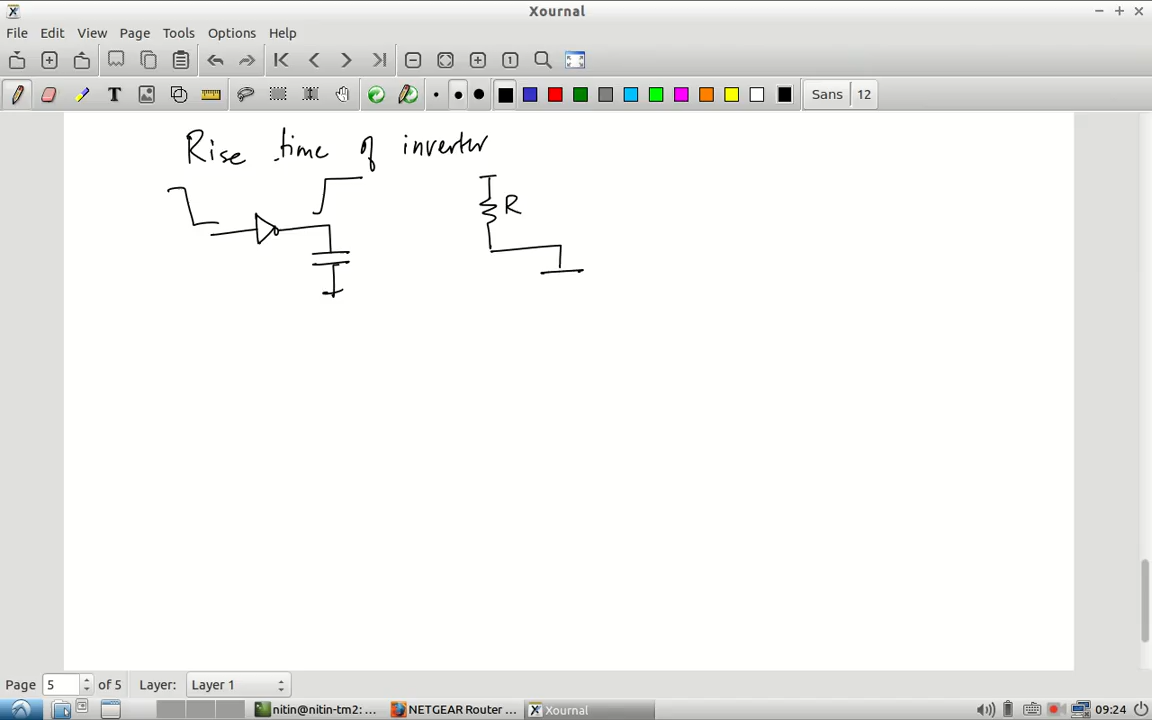 Xournal
File Edit View Page Tools Options Help
Sans 12
Rise time of inverter
R
Page 5 of 5 Layer: Layer 1
nitin@nitin-tm2: ... NETGEAR Router ... Xournal 09:24